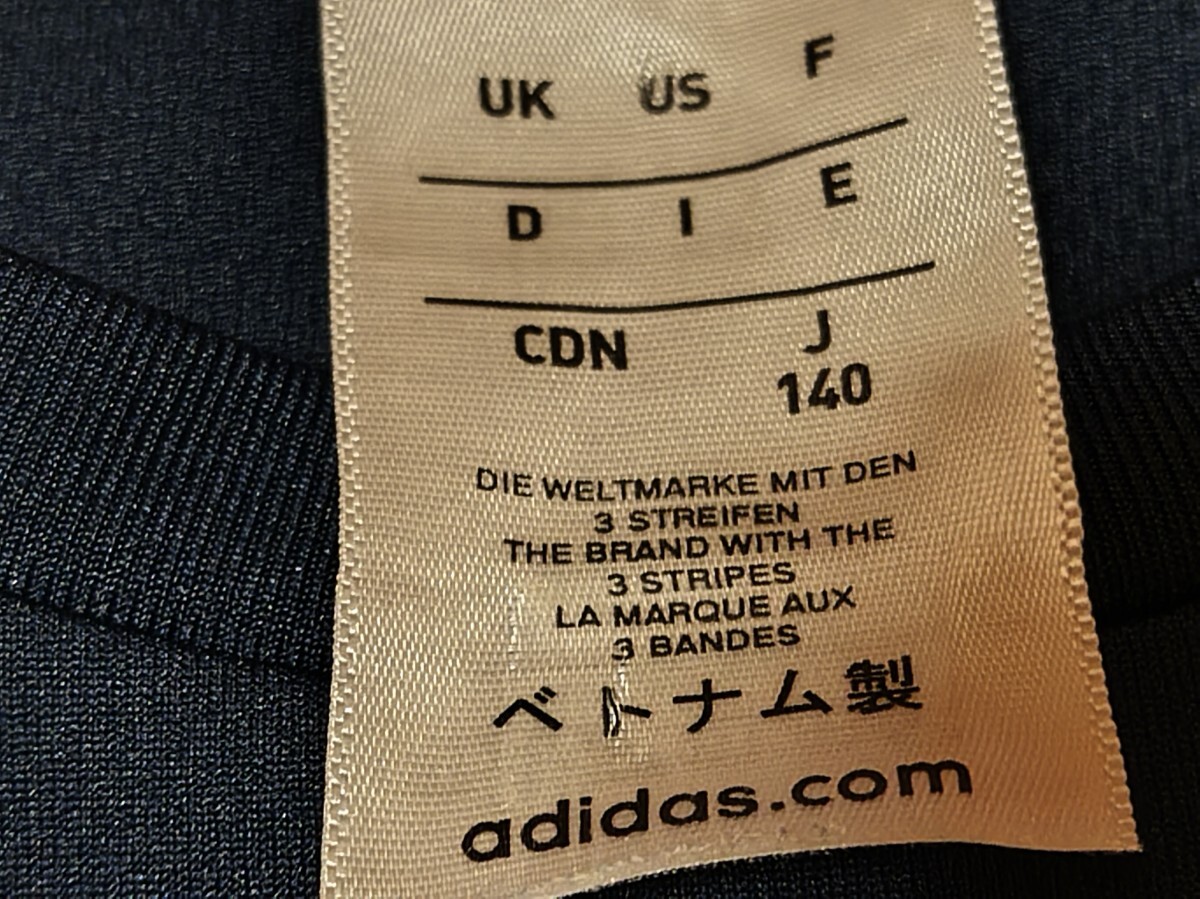 UK US F
D I E
CDN J
140
DIE WELTMARKE MIT DEN
3 STREIFEN
THE BRAND WITH THE
3 STRIPES
LA MARQUE AUX
3 BANDES
ベトナム製
adidas.com